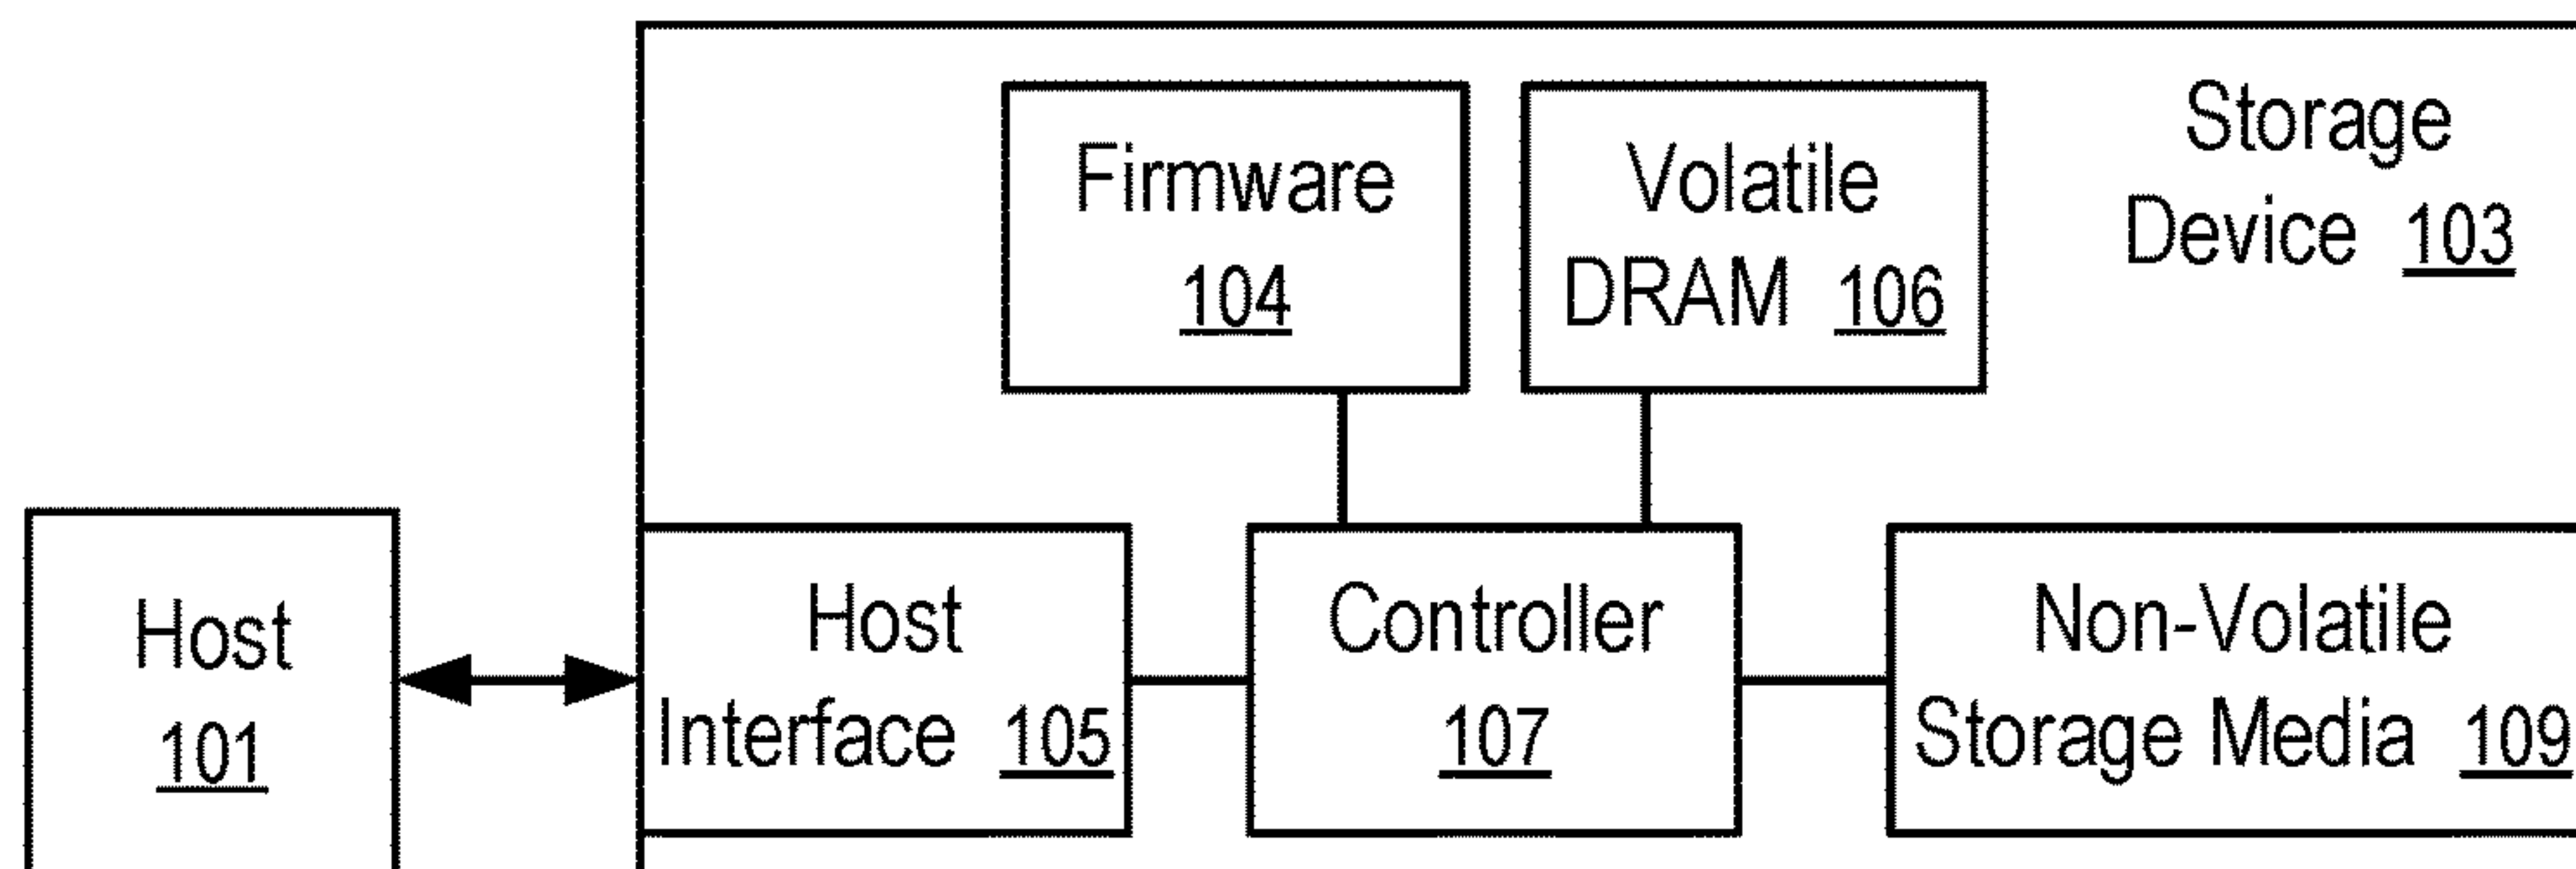 Firmware
104
Volatile
DRAM 106
Storage
Device 103
Host
101
Host
Interface 105
Controller
107
Non-Volatile
Storage Media 109